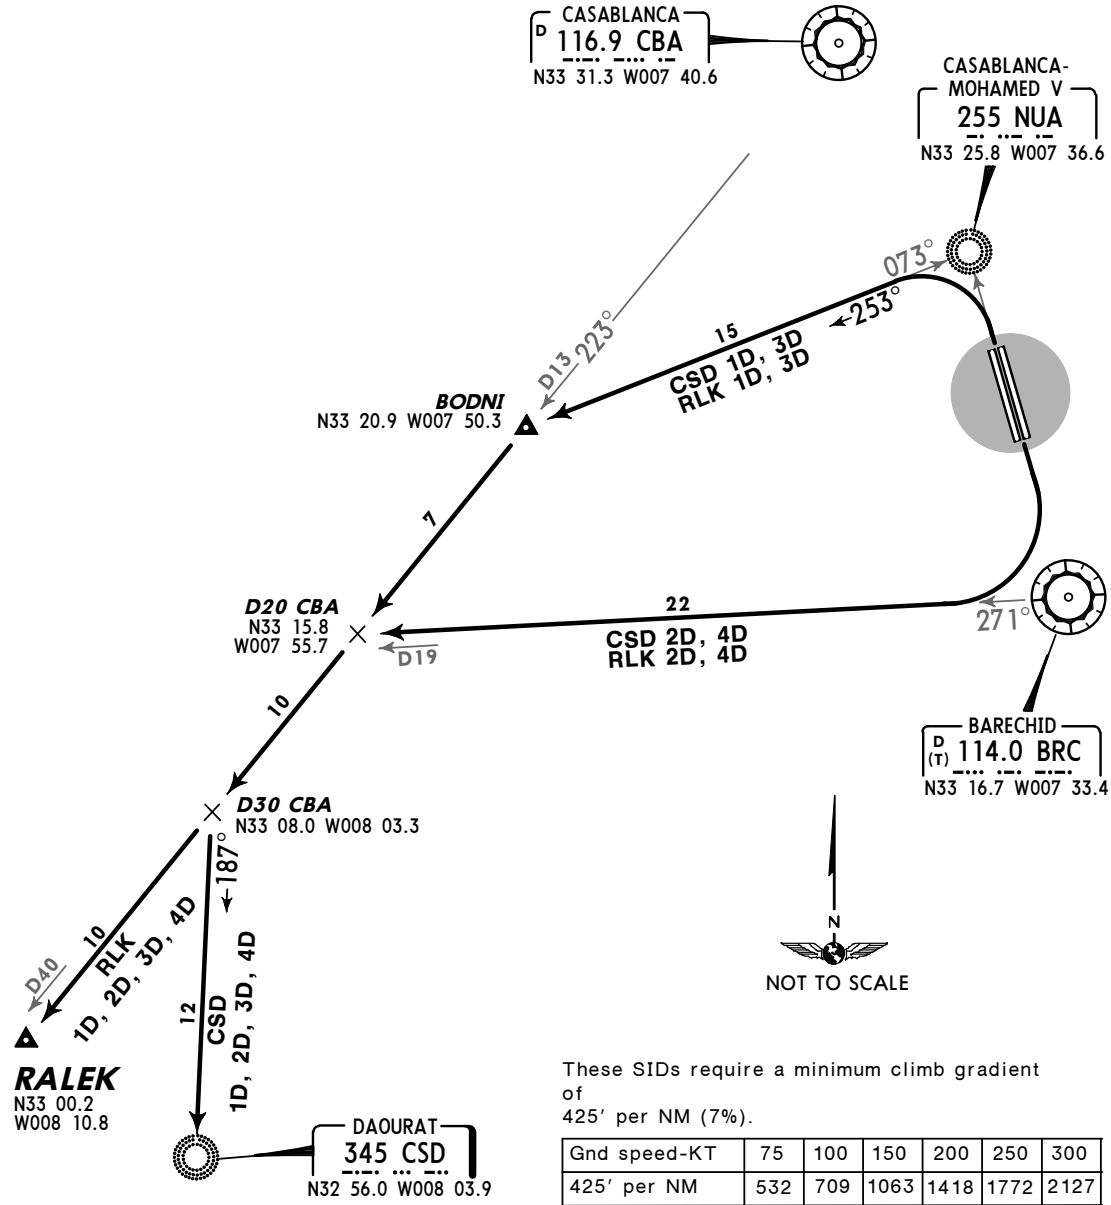 CASABLANCA
D 116.9 CBA
N33 31.3 W007 40.6
CASABLANCA-
MOHAMED V
255 NUA
N33 25.8 W007 36.6
073°
253°
15
CSD 1D, 3D
RLK 1D, 3D
D13 223°
BODNI
N33 20.9 W007 50.3
7
D20 CBA
N33 15.8
W007 55.7
D19
22
CSD 2D, 4D
RLK 2D, 4D
271°
BARECHID
D
(T) 114.0 BRC
N33 16.7 W007 33.4
10
D30 CBA
N33 08.0 W008 03.3
187°
10
RLK
1D, 2D, 3D, 4D
D40
12
CSD
1D, 2D, 3D, 4D
RALEK
N33 00.2
W008 10.8
DAOURAT
345 CSD
N32 56.0 W008 03.9
N
NOT TO SCALE
These SIDs require a minimum climb gradient
of
425' per NM (7%).
Gnd speed-KT 75 100 150 200 250 300
425' per NM 532 709 1063 1418 1772 2127